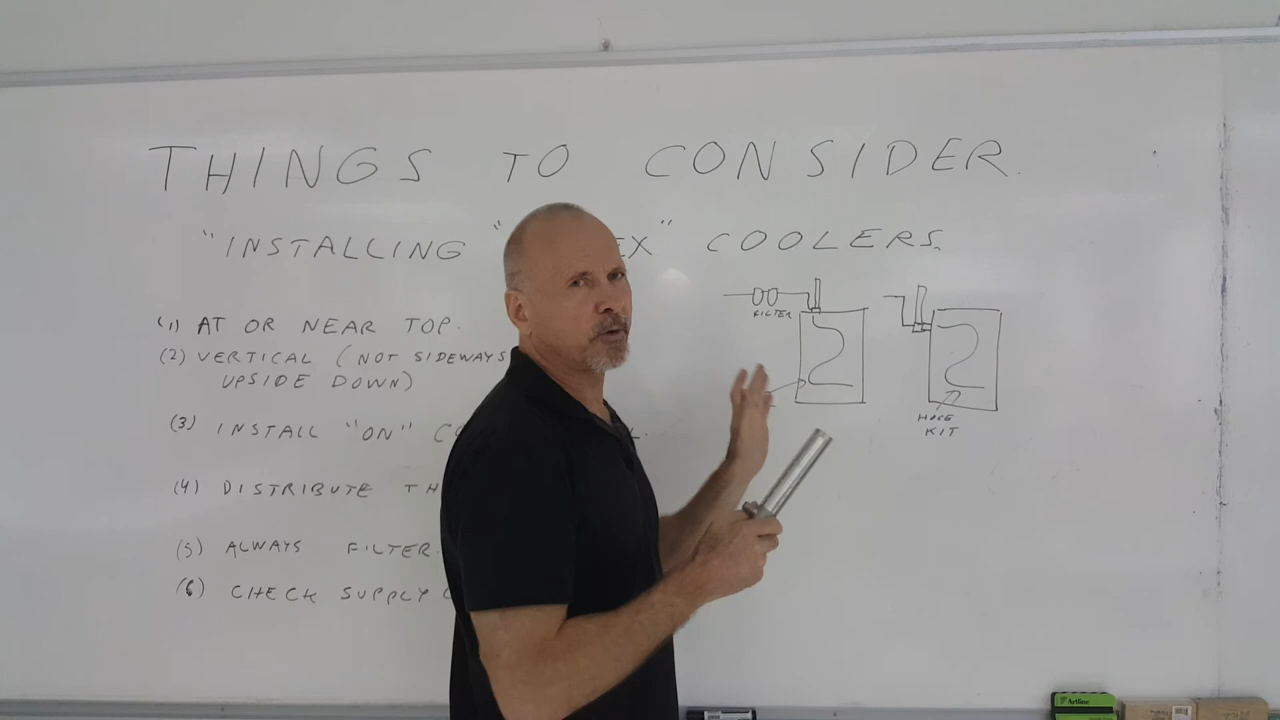 THINGS TO CONSIDER.
"INSTALLING " EX" COOLERS.
(1) AT OR NEAR TOP.
(2) VERTICAL (NOT SIDEWAYS
UPSIDE DOWN)
(3) INSTALL "ON"
(4) DISTRIBUTE
(5) ALWAYS FILTER.
(6) CHECK SUPPLY
FILTER
HOSE
KIT
Artline